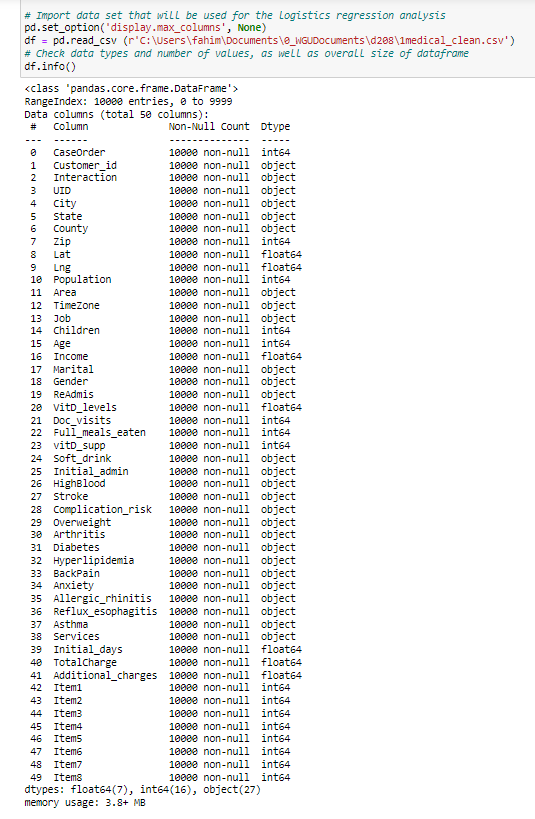 # Import data set that will be used for the logistics regression analysis
pd.set_option('display.max_columns', None)
df = pd.read_csv (r'C:\Users\fahim\Documents\0_WGUDocuments\d208\1medical_clean.csv')
# Check data types and number of values, as well as overall size of dataframe
df.info()
<class 'pandas.core.frame.DataFrame'>
RangeIndex: 10000 entries, 0 to 9999
Data columns (total 50 columns):
 #   Column              Non-Null Count  Dtype
---  ------              --------------  -----
 0   CaseOrder           10000 non-null  int64
 1   Customer_id         10000 non-null  object
 2   Interaction         10000 non-null  object
 3   UID                 10000 non-null  object
 4   City                10000 non-null  object
 5   State               10000 non-null  object
 6   County              10000 non-null  object
 7   Zip                 10000 non-null  int64
 8   Lat                 10000 non-null  float64
 9   Lng                 10000 non-null  float64
 10  Population          10000 non-null  int64
 11  Area                10000 non-null  object
 12  TimeZone            10000 non-null  object
 13  Job                 10000 non-null  object
 14  Children            10000 non-null  int64
 15  Age                 10000 non-null  int64
 16  Income              10000 non-null  float64
 17  Marital             10000 non-null  object
 18  Gender              10000 non-null  object
 19  ReAdmis             10000 non-null  object
 20  VitD_levels         10000 non-null  float64
 21  Doc_visits          10000 non-null  int64
 22  Full_meals_eaten    10000 non-null  int64
 23  vitD_supp           10000 non-null  int64
 24  Soft_drink          10000 non-null  object
 25  Initial_admin       10000 non-null  object
 26  HighBlood           10000 non-null  object
 27  Stroke              10000 non-null  object
 28  Complication_risk   10000 non-null  object
 29  Overweight          10000 non-null  object
 30  Arthritis           10000 non-null  object
 31  Diabetes            10000 non-null  object
 32  Hyperlipidemia      10000 non-null  object
 33  BackPain            10000 non-null  object
 34  Anxiety             10000 non-null  object
 35  Allergic_rhinitis   10000 non-null  object
 36  Reflux_esophagitis  10000 non-null  object
 37  Asthma              10000 non-null  object
 38  Services            10000 non-null  object
 39  Initial_days        10000 non-null  float64
 40  TotalCharge         10000 non-null  float64
 41  Additional_charges  10000 non-null  float64
 42  Item1               10000 non-null  int64
 43  Item2               10000 non-null  int64
 44  Item3               10000 non-null  int64
 45  Item4               10000 non-null  int64
 46  Item5               10000 non-null  int64
 47  Item6               10000 non-null  int64
 48  Item7               10000 non-null  int64
 49  Item8               10000 non-null  int64
dtypes: float64(7), int64(16), object(27)
memory usage: 3.8+ MB